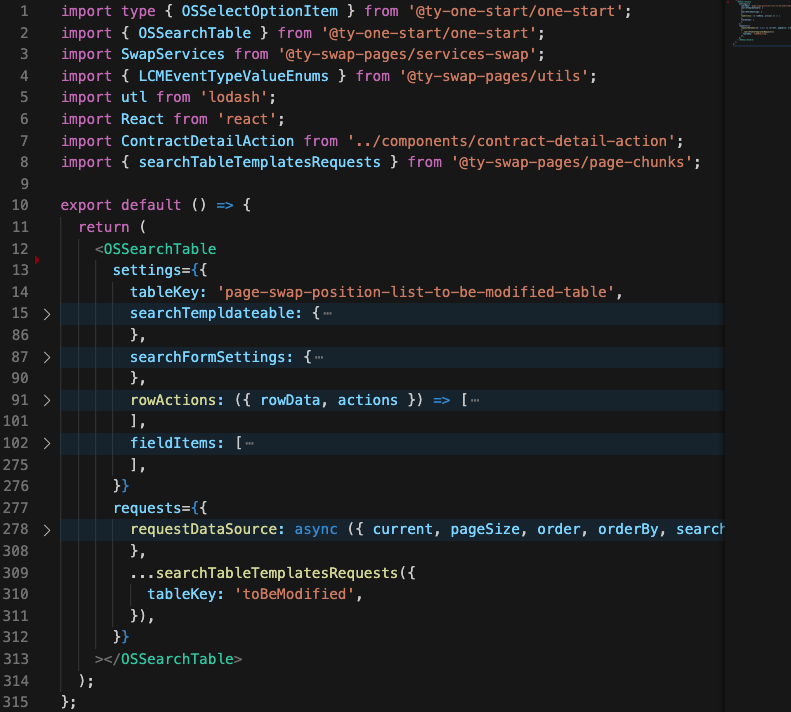 1 import type { OSSelectOptionItem } from '@ty-one-start/one-start';
2 import { OSSearchTable } from '@ty-one-start/one-start';
3 import SwapServices from '@ty-swap-pages/services-swap';
4 import { LCMEventTypeValueEnums } from '@ty-swap-pages/utils';
5 import utl from 'lodash';
6 import React from 'react';
7 import ContractDetailAction from '../components/contract-detail-action';
8 import { searchTableTemplatesRequests } from '@ty-swap-pages/page-chunks';
9
10 export default () => {
11 return (
12 <OSSearchTable
13 settings={{
14 tableKey: 'page-swap-position-list-to-be-modified-table',
15 searchTempldateable: {⋯
86 },
87 searchFormSettings: {⋯
90 },
91 rowActions: ({ rowData, actions }) => [⋯
101 ],
102 fieldItems: [⋯
275 ],
276 }}
277 requests={{
278 requestDataSource: async ({ current, pageSize, order, orderBy, search
308 },
309 ...searchTableTemplatesRequests({
310 tableKey: 'toBeModified',
311 }),
312 }}
313 ></OSSearchTable>
314 );
315 };